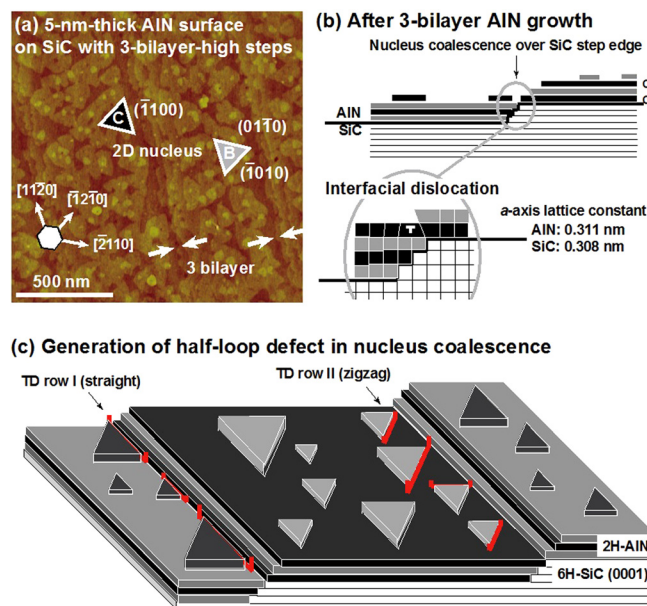 (a) 5-nm-thick AlN surface
on SiC with 3-bilayer-high steps
C
(1̄100)
2D nucleus
(011̄0)
B
(1̄010)
[112̄0]
[1̄21̄0]
[2̄110]
3 bilayer
500 nm
(b) After 3-bilayer AlN growth
Nucleus coalescence over SiC step edge
AlN
SiC
Interfacial dislocation
a-axis lattice constant
AlN: 0.311 nm
SiC: 0.308 nm
(c) Generation of half-loop defect in nucleus coalescence
TD row I (straight)
TD row II (zigzag)
2H-AlN
6H-SiC (0001)